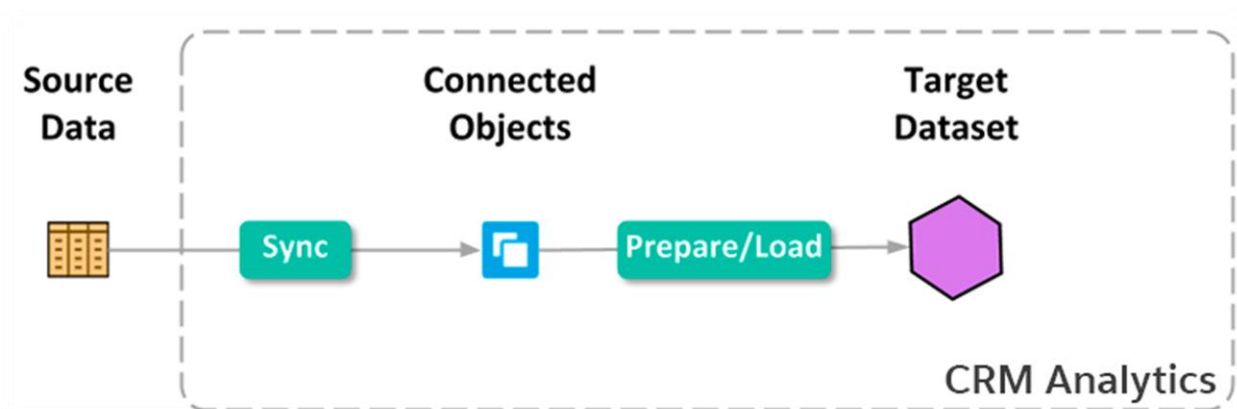 Source
Data
Connected
Objects
Target
Dataset
Sync
Prepare/Load
CRM Analytics